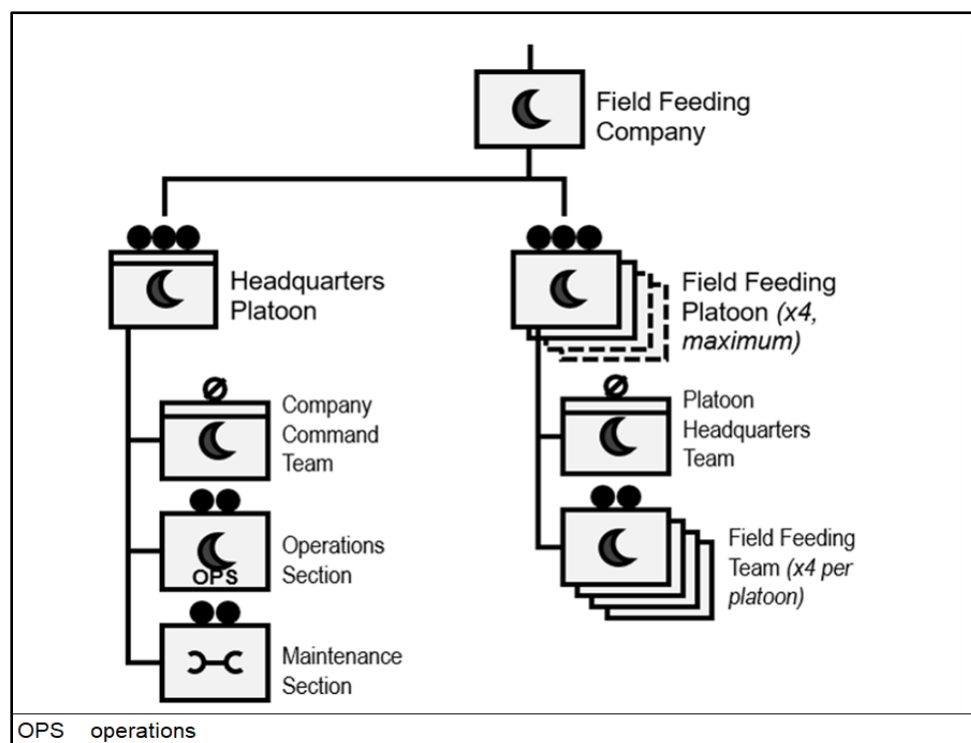 Field Feeding
Company
Headquarters
Platoon
Field Feeding
Platoon (x4,
maximum)
Company
Command
Team
Platoon
Headquarters
Team
OPS
Operations
Section
Field Feeding
Team (x4 per
platoon)
Maintenance
Section
OPS operations